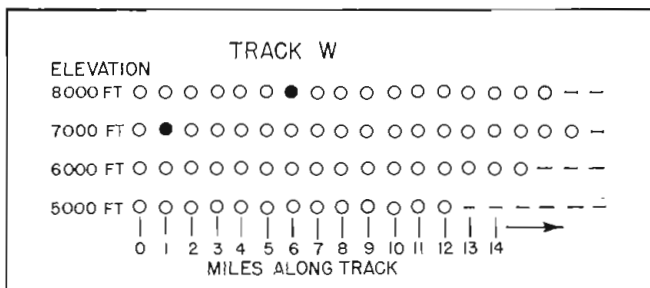 TRACK W
ELEVATION
8000 FT
7000 FT
6000 FT
5000 FT
0 1 2 3 4 5 6 7 8 9 10 11 12 13 14
MILES ALONG TRACK